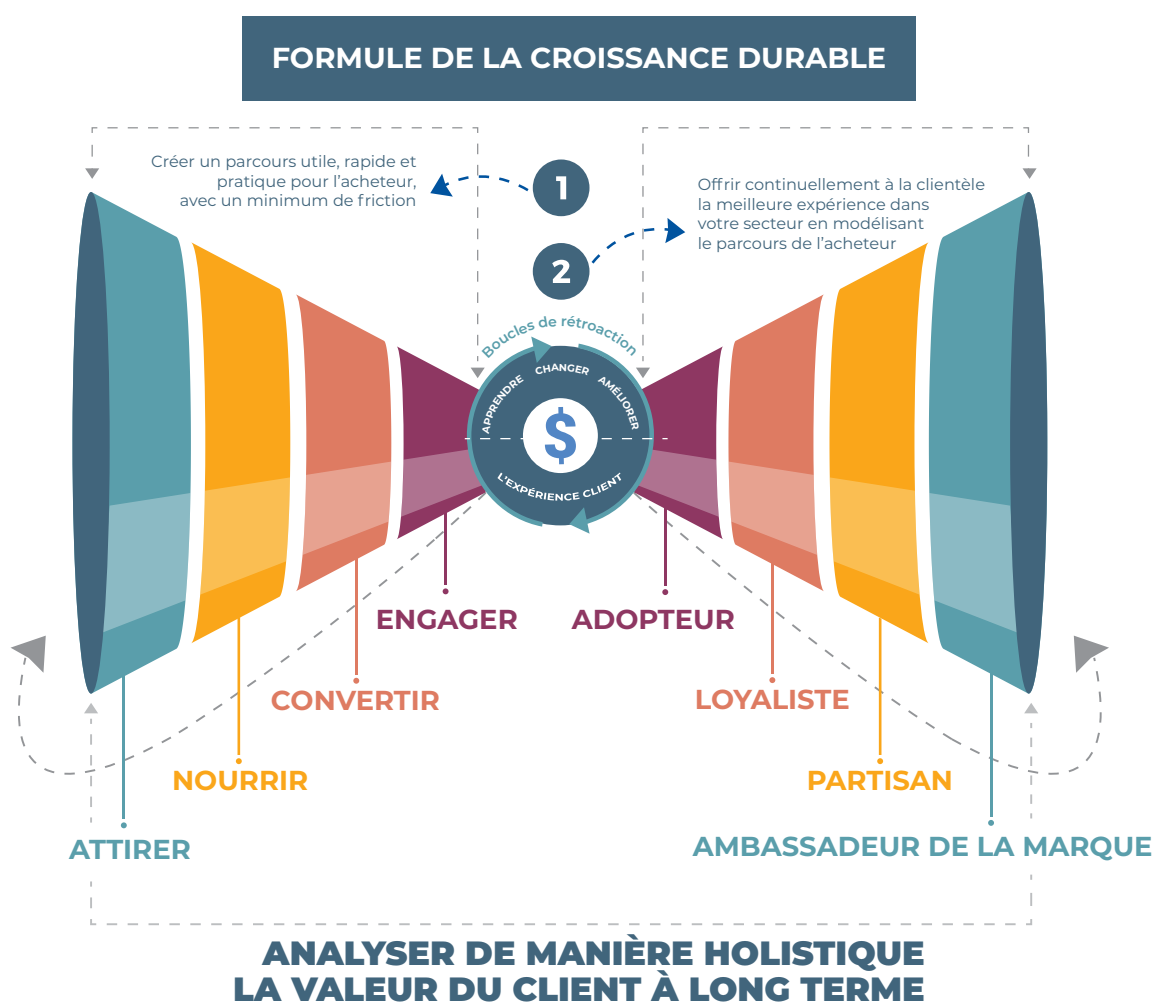 FORMULE DE LA CROISSANCE DURABLE
Créer un parcours utile, rapide et
pratique pour l'acheteur,
avec un minimum de friction
1
Offrir continuellement à la clientèle
la meilleure expérience dans
votre secteur en modélisant
le parcours de l'acheteur
2
Boucles de rétroaction
APPRENDRE CHANGER AMÉLIORER
$
L'EXPÉRIENCE CLIENT
ENGAGER
ADOPTEUR
CONVERTIR
LOYALISTE
NOURRIR
PARTISAN
ATTIRER
AMBASSADEUR DE LA MARQUE
ANALYSER DE MANIÈRE HOLISTIQUE
LA VALEUR DU CLIENT À LONG TERME